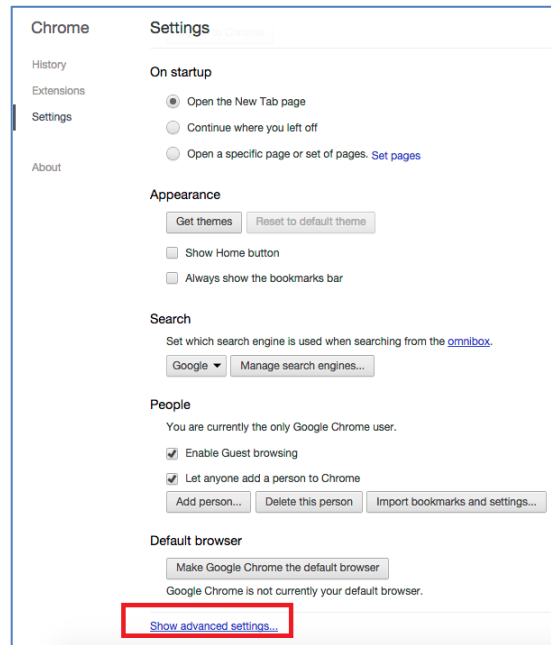 Chrome
Settings
History
Extensions
Settings
About
On startup
Open the New Tab page
Continue where you left off
Open a specific page or set of pages. Set pages
Appearance
Get themes
Reset to default theme
Show Home button
Always show the bookmarks bar
Search
Set which search engine is used when searching from the omnibox.
Google
Manage search engines...
People
You are currently the only Google Chrome user.
Enable Guest browsing
Let anyone add a person to Chrome
Add person...
Delete this person
Import bookmarks and settings...
Default browser
Make Google Chrome the default browser
Google Chrome is not currently your default browser.
Show advanced settings...